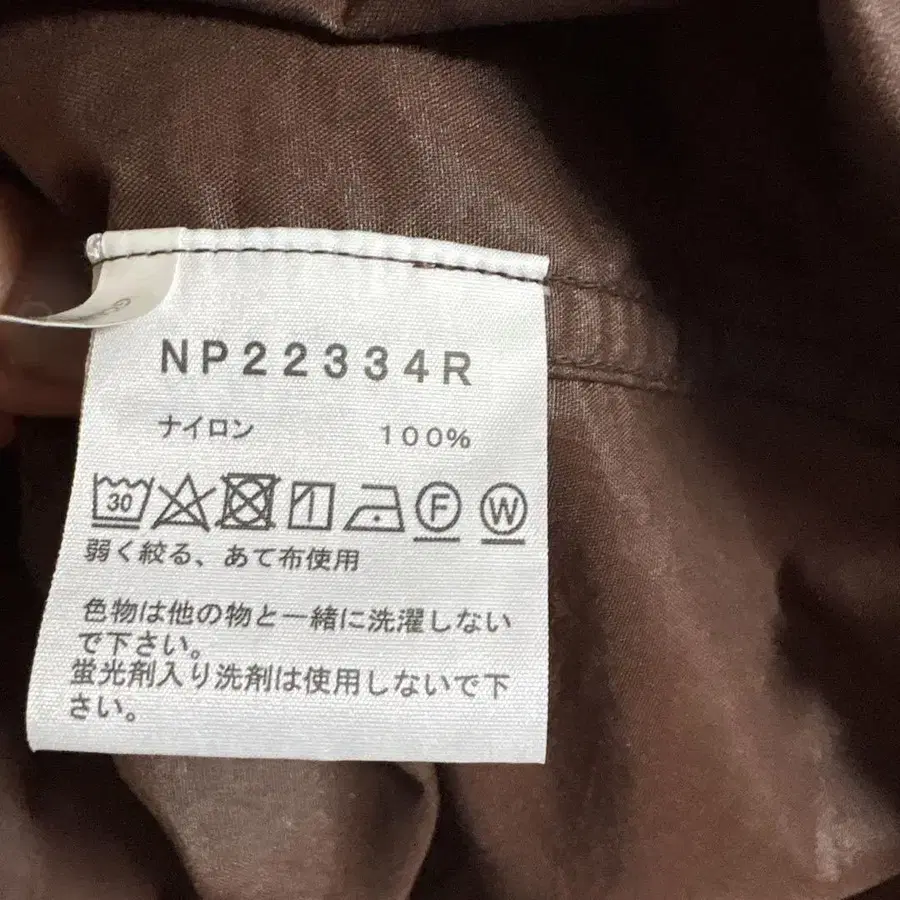 NP22334R
ナイロン 100%
30 F W
弱く絞る、あて布使用
色物は他の物と一緒に洗濯しない
で下さい。
蛍光剤入り洗剤は使用しないで下
さい。